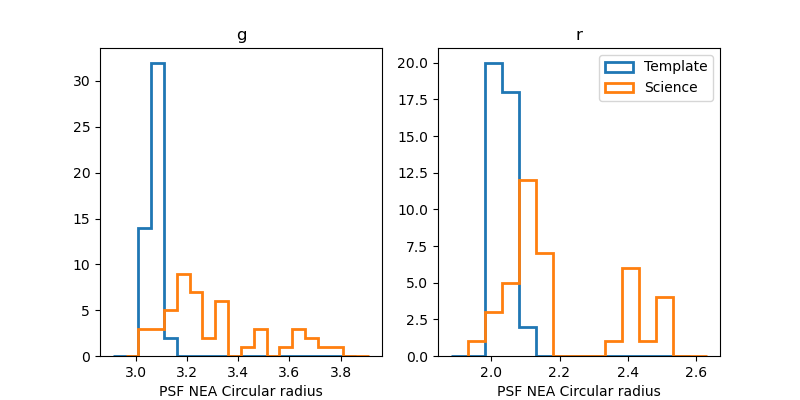 g
30
25
20
15
10
5
0
3.0 3.2 3.4 3.6 3.8
PSF NEA Circular radius
r
20.0
17.5
15.0
12.5
10.0
7.5
5.0
2.5
0.0
2.0 2.2 2.4 2.6
PSF NEA Circular radius
Template
Science